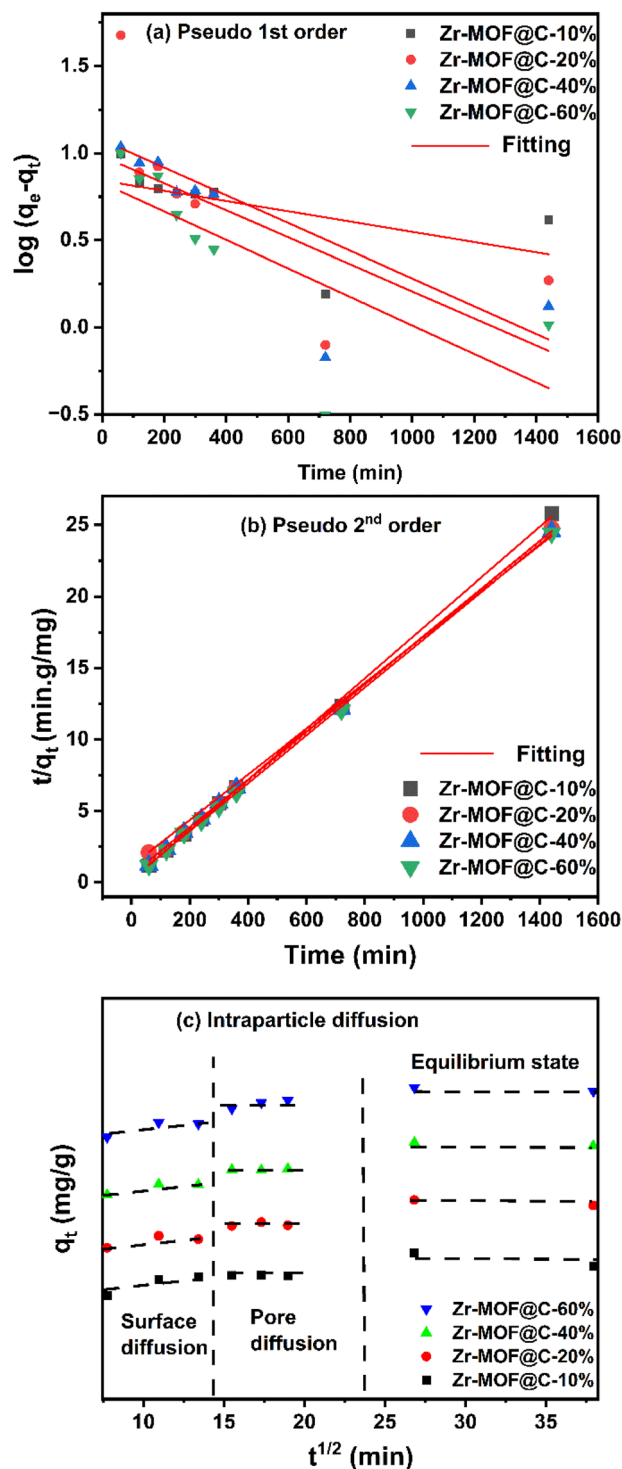 (a) Pseudo 1st order
Zr-MOF@C-10%
Zr-MOF@C-20%
Zr-MOF@C-40%
Zr-MOF@C-60%
Fitting
1.5
1.0
0.5
0.0
−0.5
log (qe-qt)
0 200 400 600 800 1000 1200 1400 1600
Time (min)
(b) Pseudo 2nd order
25
20
15
10
5
0
t/qt (min.g/mg)
Fitting
Zr-MOF@C-10%
Zr-MOF@C-20%
Zr-MOF@C-40%
Zr-MOF@C-60%
0 200 400 600 800 1000 1200 1400 1600
Time (min)
(c) Intraparticle diffusion
Equilibrium state
qt (mg/g)
Surface
diffusion
Pore
diffusion
Zr-MOF@C-60%
Zr-MOF@C-40%
Zr-MOF@C-20%
Zr-MOF@C-10%
10 15 20 25 30 35
t1/2 (min)